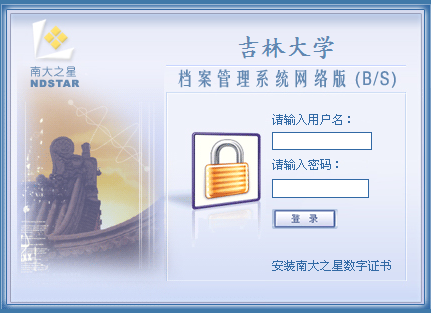 南大之星
NDSTAR
吉林大学
档案管理系统网络版 (B/S)
请输入用户名：
请输入密码：
登 录
安装南大之星数字证书